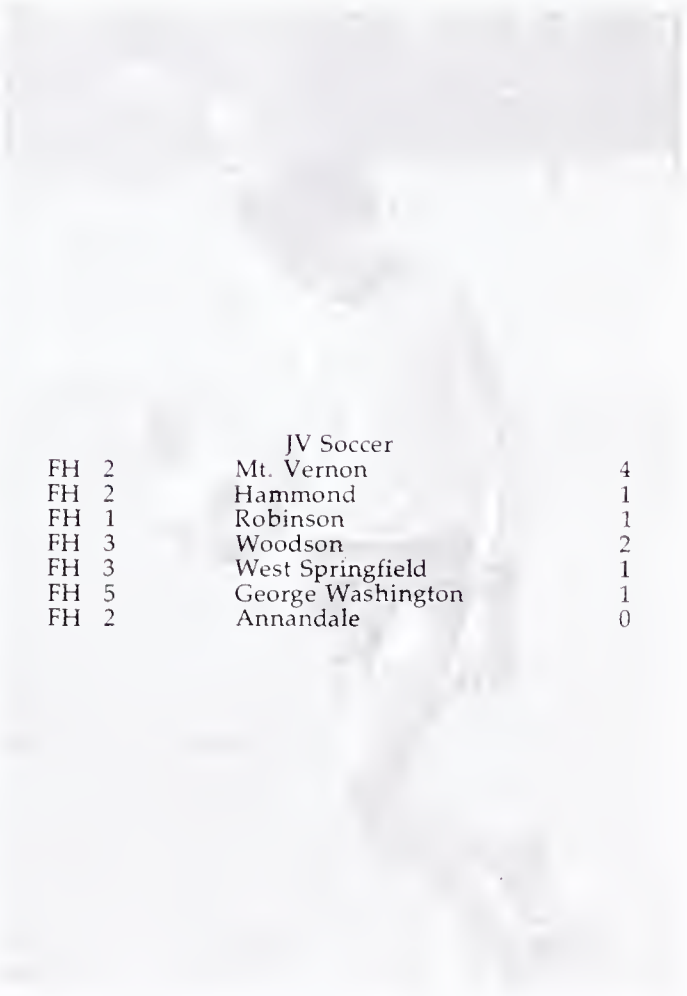 JV Soccer
FH 2 Mt. Vernon 4
FH 2 Hammond 1
FH 1 Robinson 1
FH 3 Woodson 2
FH 3 West Springfield 1
FH 5 George Washington 1
FH 2 Annandale 0